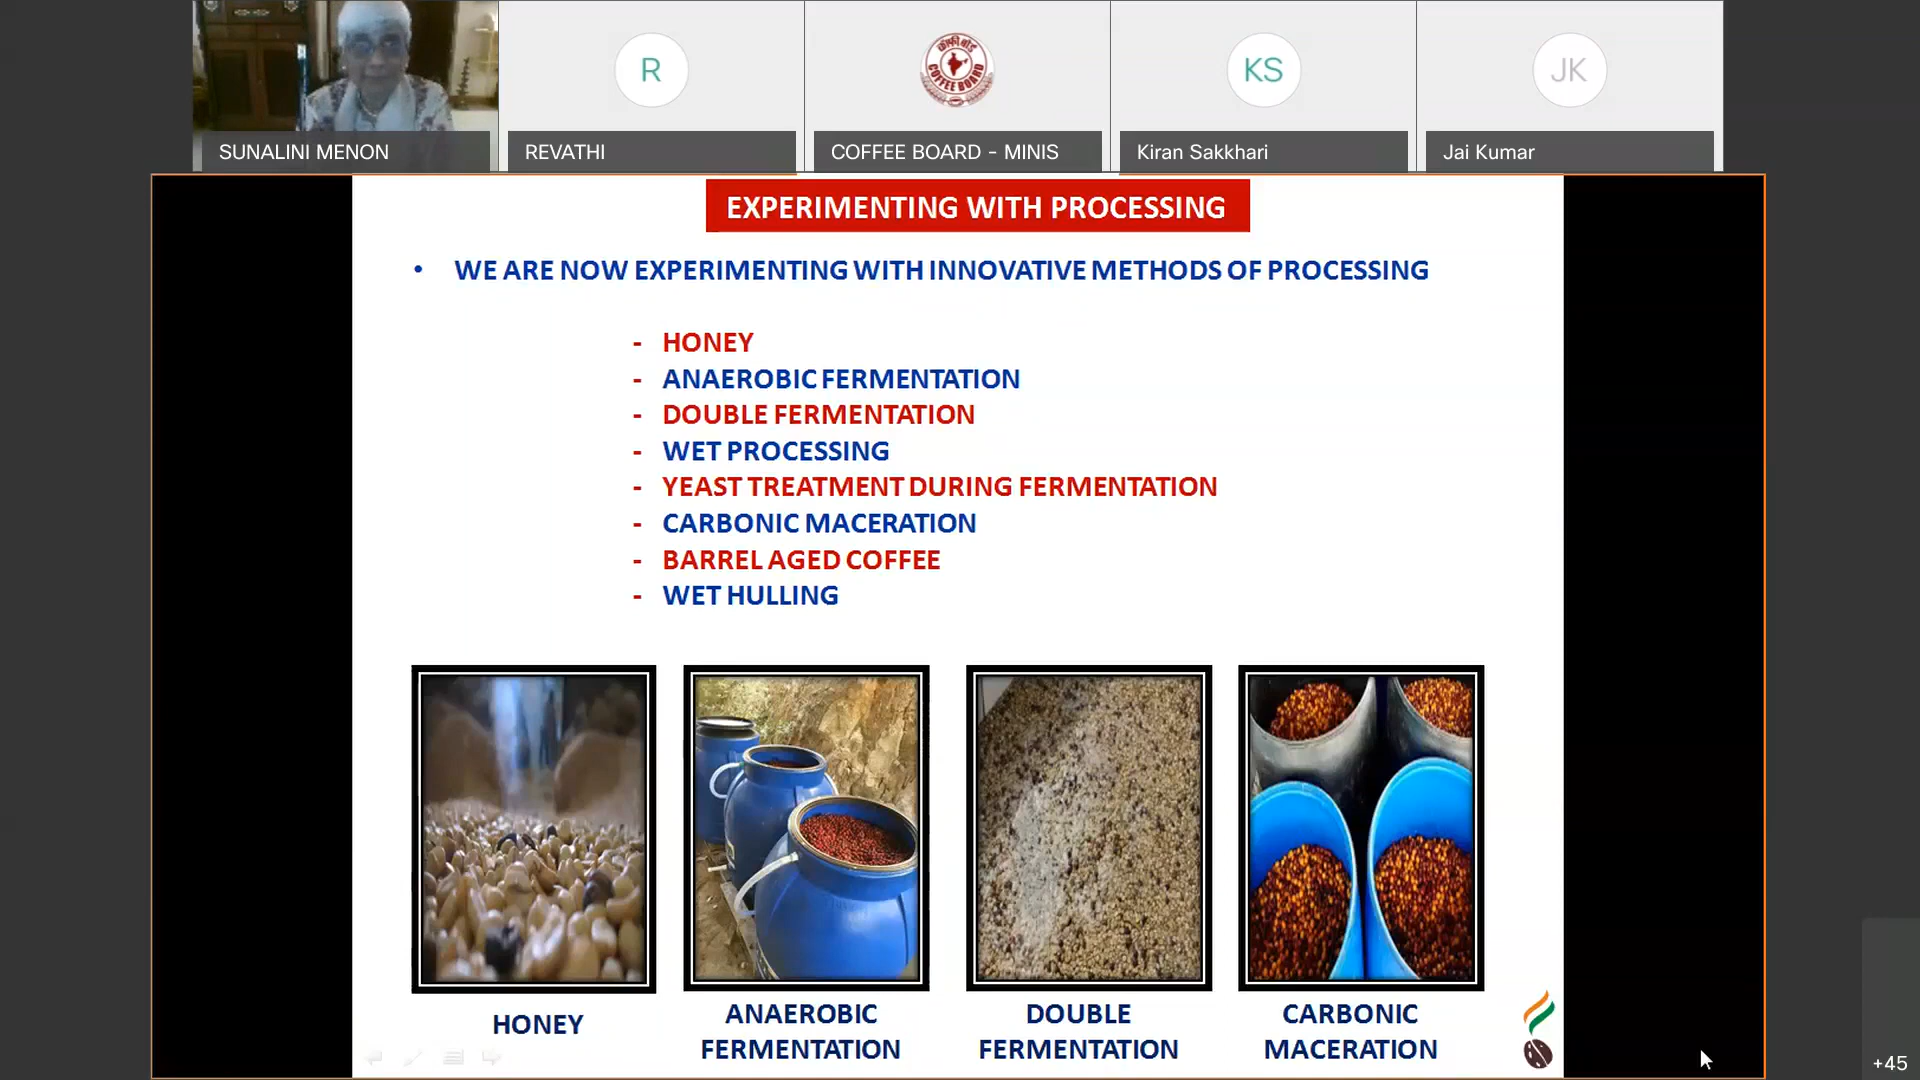 R
कॉफी बोर्ड
COFFEE BOARD
KS
JK
SUNALINI MENON
REVATHI
COFFEE BOARD - MINIS
Kiran Sakkhari
Jai Kumar
EXPERIMENTING WITH PROCESSING
• WE ARE NOW EXPERIMENTING WITH INNOVATIVE METHODS OF PROCESSING
- HONEY
- ANAEROBIC FERMENTATION
- DOUBLE FERMENTATION
- WET PROCESSING
- YEAST TREATMENT DURING FERMENTATION
- CARBONIC MACERATION
- BARREL AGED COFFEE
- WET HULLING
HONEY
ANAEROBIC
FERMENTATION
DOUBLE
FERMENTATION
CARBONIC
MACERATION
+45